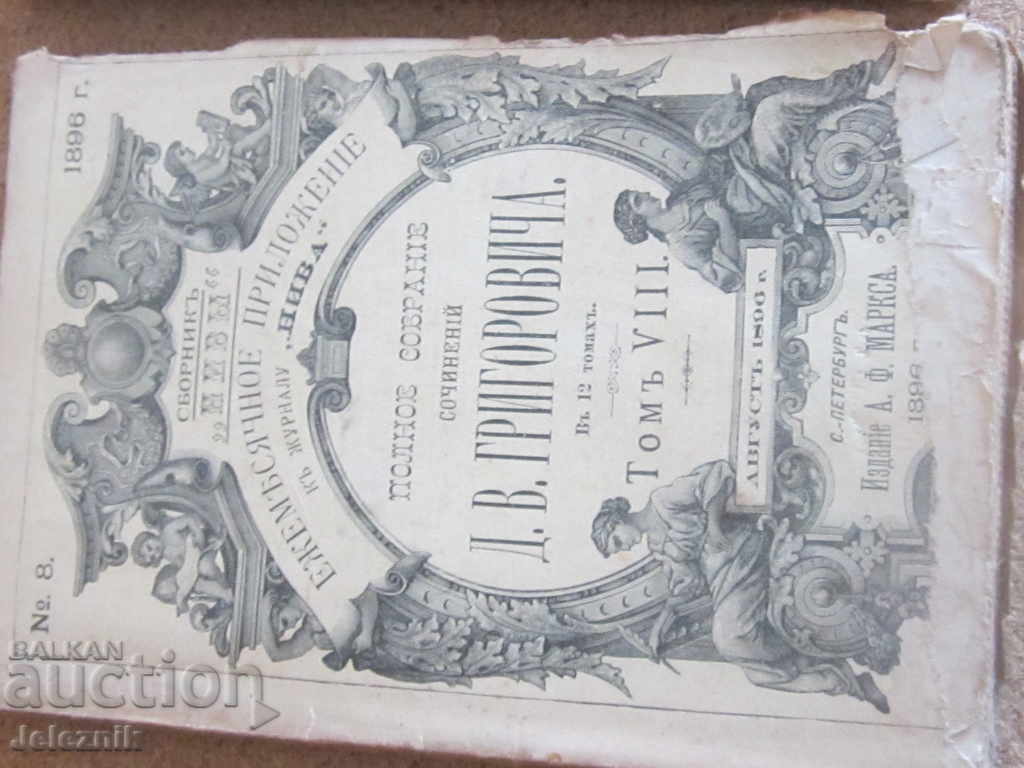 №. 8.
1896 г.
СБОРНИКЪ
„НИВЫ“
ЕЖЕМѢСЯЧНОЕ ПРИЛОЖЕНІЕ
КЪ ЖУРНАЛУ „НИВА“
ПОЛНОЕ СОБРАНІЕ
СОЧИНЕНІЙ
Д. В. ГРИГОРОВИЧА.
Въ 12 томахъ.
Томъ VIII.
АВГУСТЪ 1896 г.
С.-ПЕТЕРБУРГЪ.
Изданіе А. Ф. МАРКСА.
1896
BALKAN
auction
Jeleznik